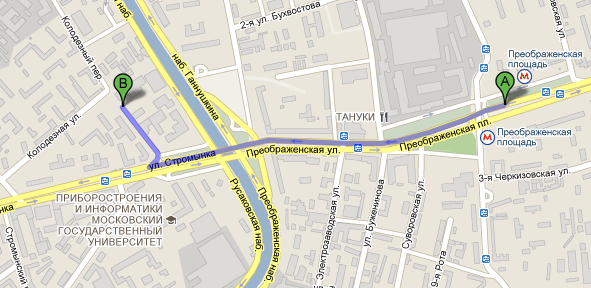 2-я ул. Бухвостова
Колодезный пер
наб.
наб. Ганнушкина
Преображенская
площадь
A
B
ТАНУКИ
Колодезная ул.
Преображенская пл.
Преображенская
площадь
ул. Стромынка
Преображенская ул.
3-я Черкизовская ул.
нка
ПРИБОРОСТРОЕНИЯ
И ИНФОРМАТИКИ
МОСКОВСКИЙ
ГОСУДАРСТВЕННЫЙ
УНИВЕРСИТЕТ
Русаковская наб.
Преображенская наб
Электрозаводская ул.
ул. Буженинова
Суворовская ул.
9-я Рота
Стромынский пер